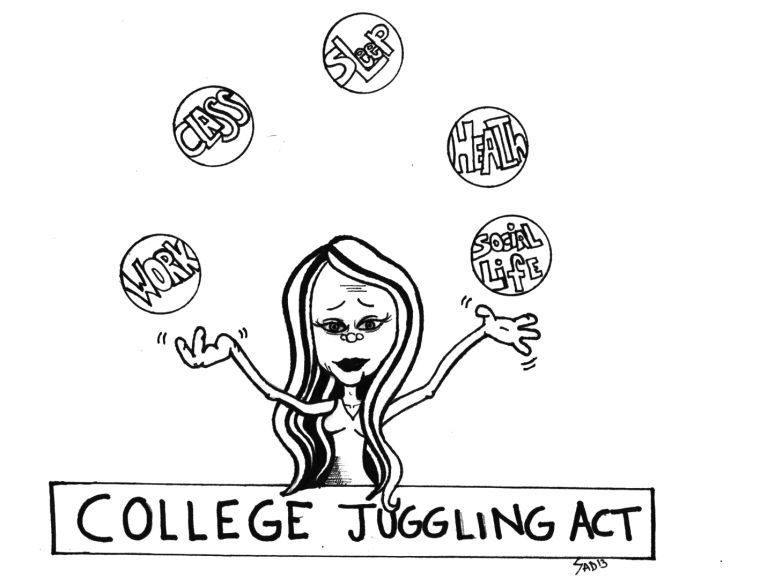 Sleep
Class
Health
Work
Social
Life
COLLEGE JUGGLING ACT
SAD13